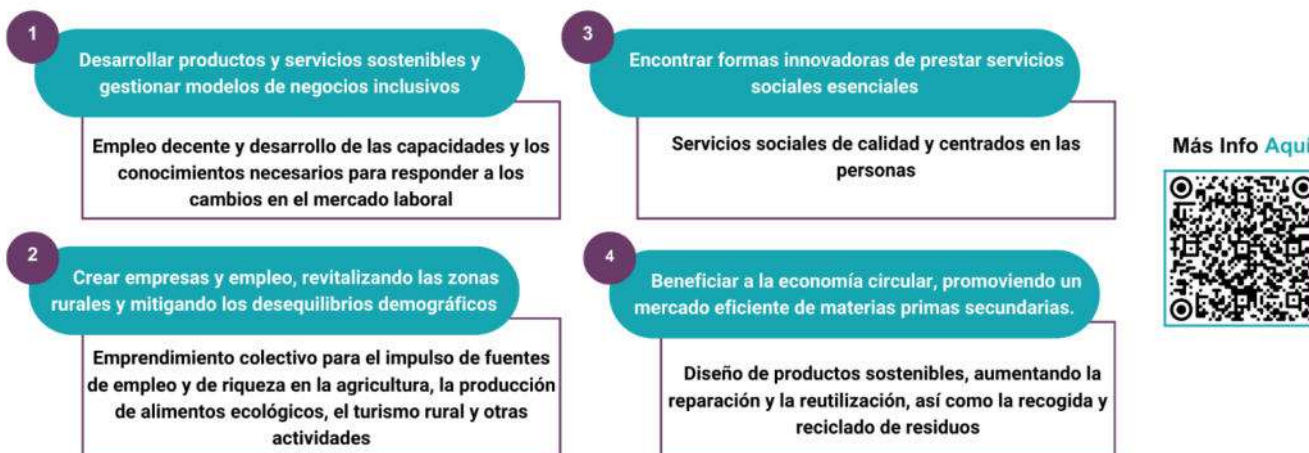 1
Desarrollar productos y servicios sostenibles y
gestionar modelos de negocios inclusivos
Empleo decente y desarrollo de las capacidades y los
conocimientos necesarios para responder a los
cambios en el mercado laboral
2
Crear empresas y empleo, revitalizando las zonas
rurales y mitigando los desequilibrios demográficos
Emprendimiento colectivo para el impulso de fuentes
de empleo y de riqueza en la agricultura, la producción
de alimentos ecológicos, el turismo rural y otras
actividades
3
Encontrar formas innovadoras de prestar servicios
sociales esenciales
Servicios sociales de calidad y centrados en las
personas
4
Beneficiar a la economía circular, promoviendo un
mercado eficiente de materias primas secundarias.
Diseño de productos sostenibles, aumentando la
reparación y la reutilización, así como la recogida y
reciclado de residuos
Más Info Aquí